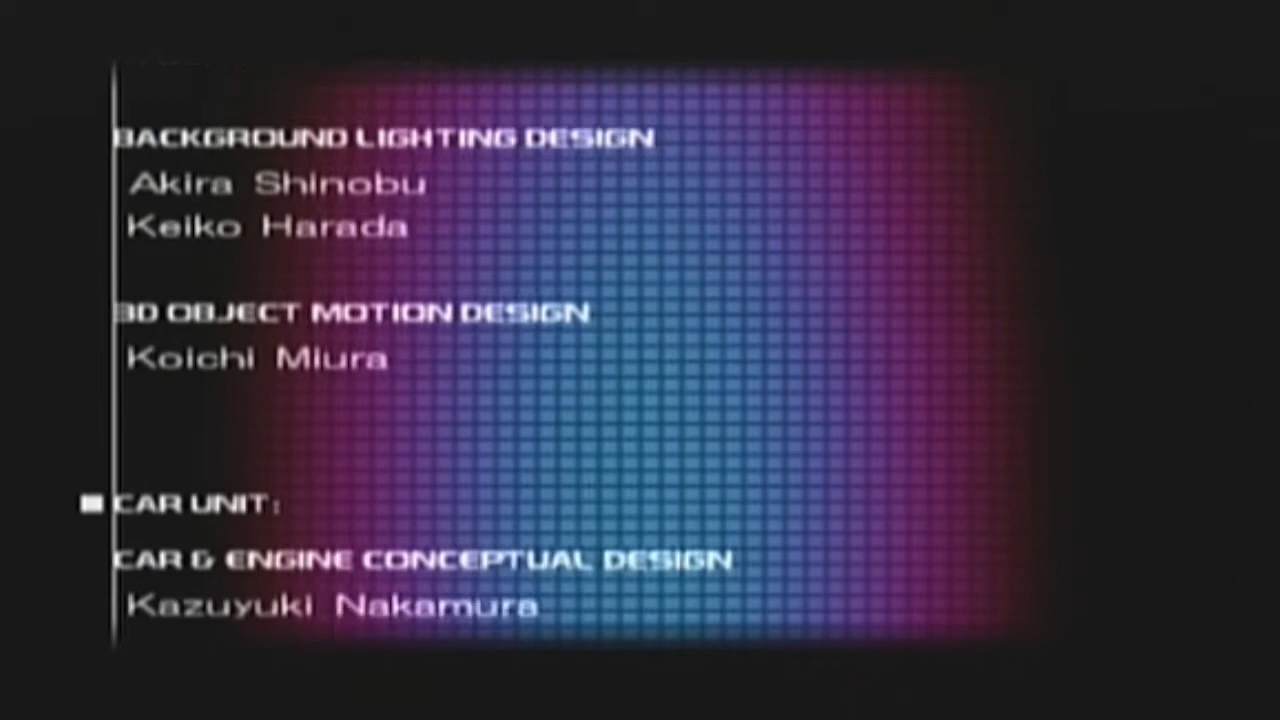 BACKGROUND LIGHTING DESIGN
Akira Shinobu
Keiko Harada
3D OBJECT MOTION DESIGN
Koichi Miura
CAR UNIT:
CAR & ENGINE CONCEPTUAL DESIGN
Kazuyuki Nakamura